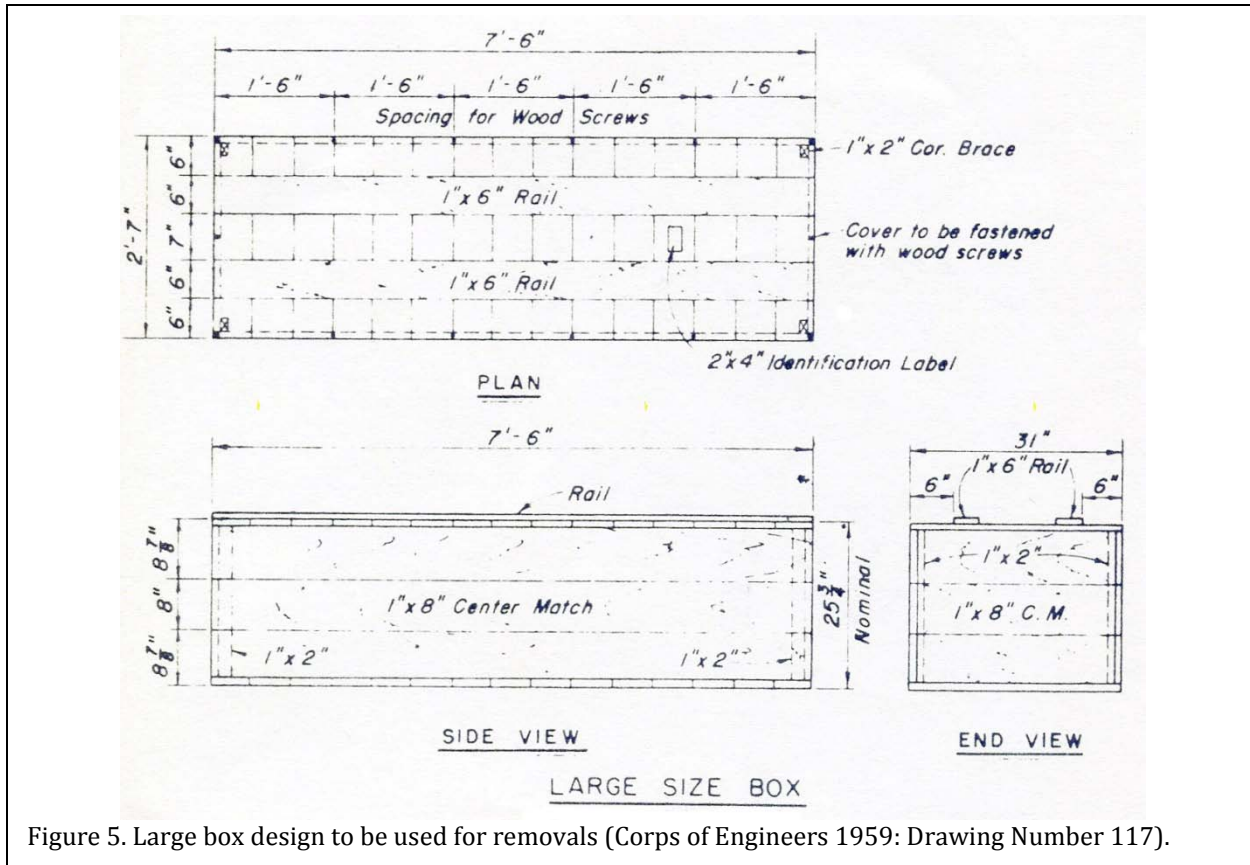 7'-6"
1'-6" 1'-6" 1'-6" 1'-6" 1'-6"
Spacing for Wood Screws
2'-7"
6"
6"
7"
6"
6"
1"x 2" Cor. Brace
1"x 6" Rail
Cover to be fastened
with wood screws
1"x 6" Rail
2"x 4" Identification Label
PLAN
7'-6"
Rail
8 7/8"
8"
8 7/8"
1"x 8" Center Match
1"x 2"
1"x 2"
25 3/4"
Nominal
SIDE VIEW
31"
1"x 6" Rail
6"
6"
1"x 2"
1"x 8" C.M.
END VIEW
LARGE SIZE BOX
Figure 5. Large box design to be used for removals (Corps of Engineers 1959: Drawing Number 117).